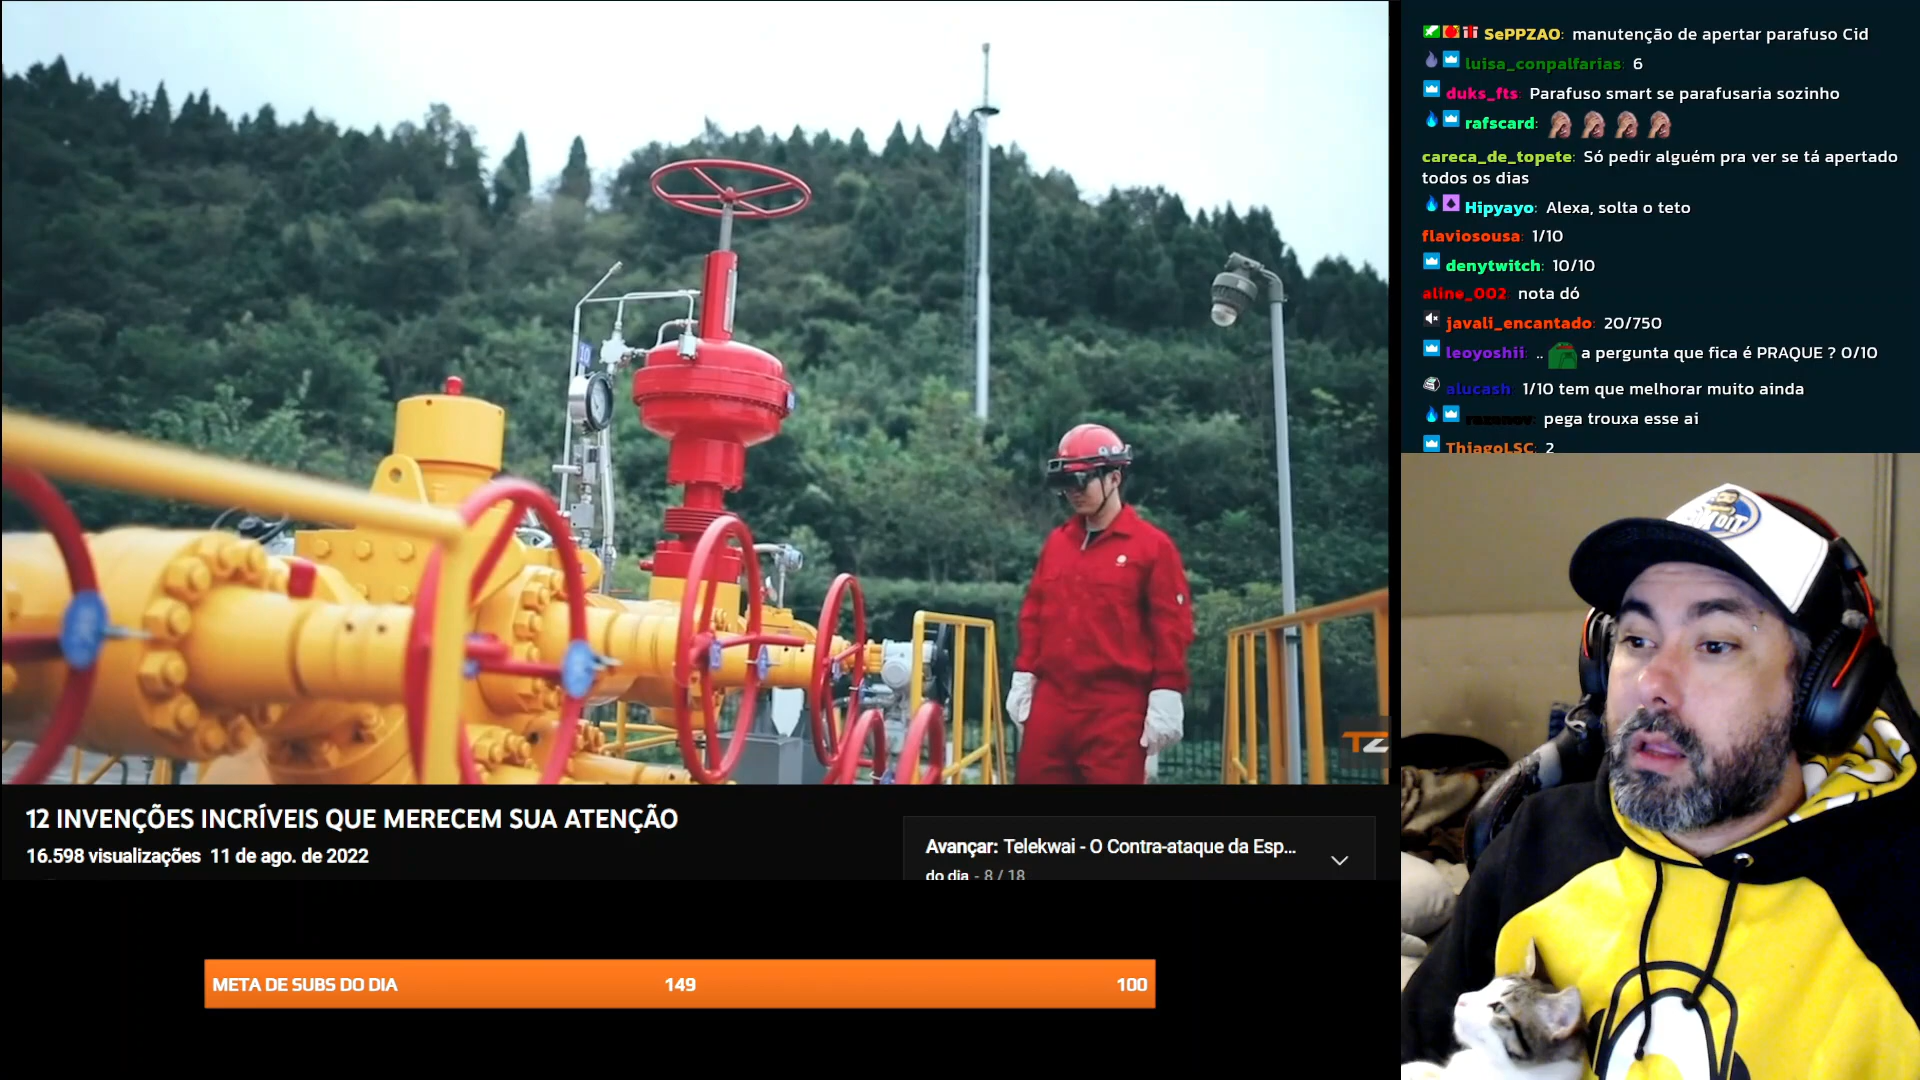 SePPZAO: manutenção de apertar parafuso Cid
luisa_conpalfarias: 6
duks_fts: Parafuso smart se parafusaria sozinho
rafscard:
careca_de_topete: Só pedir alguém pra ver se tá apertado
todos os dias
Hipyayo: Alexa, solta o teto
flaviosousa: 1/10
denytwitch: 10/10
aline_002: nota dó
javali_encantado: 20/750
leoyoshii: .. a pergunta que fica é PRAQUE ? 0/10
alucash: 1/10 tem que melhorar muito ainda
pega trouxa esse ai
ThiagoLSC: 2
10
TZ
12 INVENÇÕES INCRÍVEIS QUE MERECEM SUA ATENÇÃO
16.598 visualizações 11 de ago. de 2022
Avançar: Telekwai - O Contra-ataque da Esp...
do dia - 8 / 18
META DE SUBS DO DIA 149 100